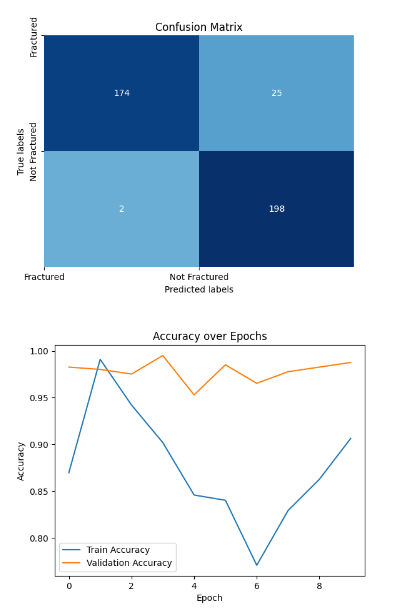 Confusion Matrix
Fractured
Not Fractured
True labels
174
25
2
198
Fractured
Not Fractured
Predicted labels
Accuracy over Epochs
1.00
0.95
0.90
0.85
0.80
Accuracy
Train Accuracy
Validation Accuracy
0
2
4
6
8
Epoch